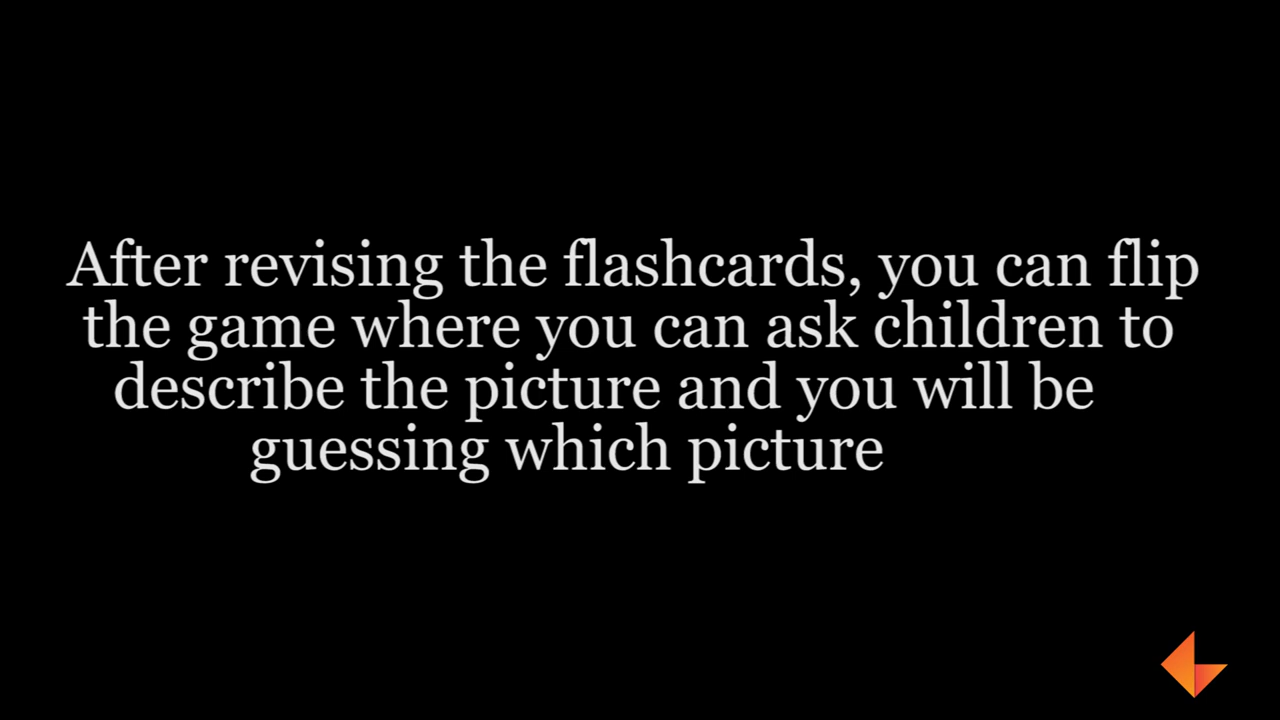 After revising the flashcards, you can flip
the game where you can ask children to
describe the picture and you will be
guessing which picture